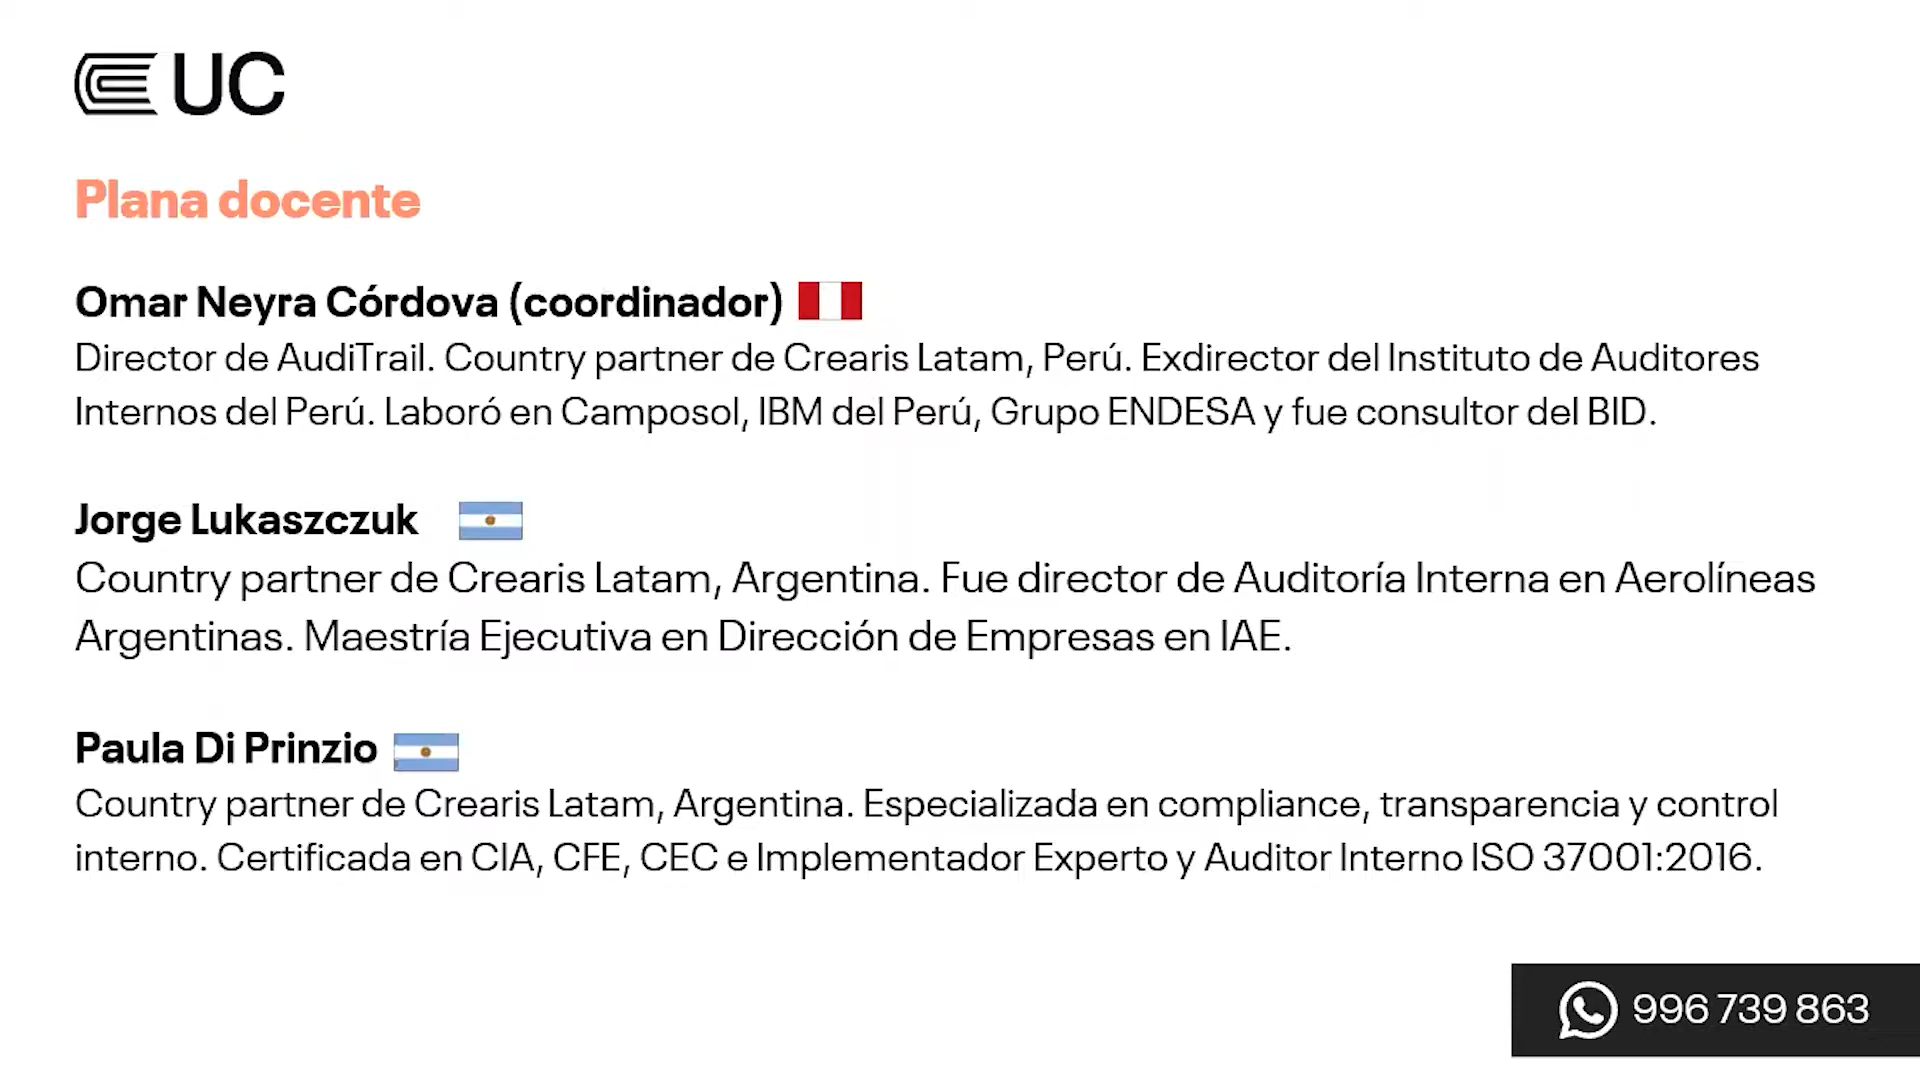 UC
Plana docente
Omar Neyra Córdova (coordinador)
Director de AudiTrail. Country partner de Crearis Latam, Perú. Exdirector del Instituto de Auditores
Internos del Perú. Laboró en Camposol, IBM del Perú, Grupo ENDESA y fue consultor del BID.
Jorge Lukaszczuk
Country partner de Crearis Latam, Argentina. Fue director de Auditoría Interna en Aerolíneas
Argentinas. Maestría Ejecutiva en Dirección de Empresas en IAE.
Paula Di Prinzio
Country partner de Crearis Latam, Argentina. Especializada en compliance, transparencia y control
interno. Certificada en CIA, CFE, CEC e Implementador Experto y Auditor Interno ISO 37001:2016.
996 739 863